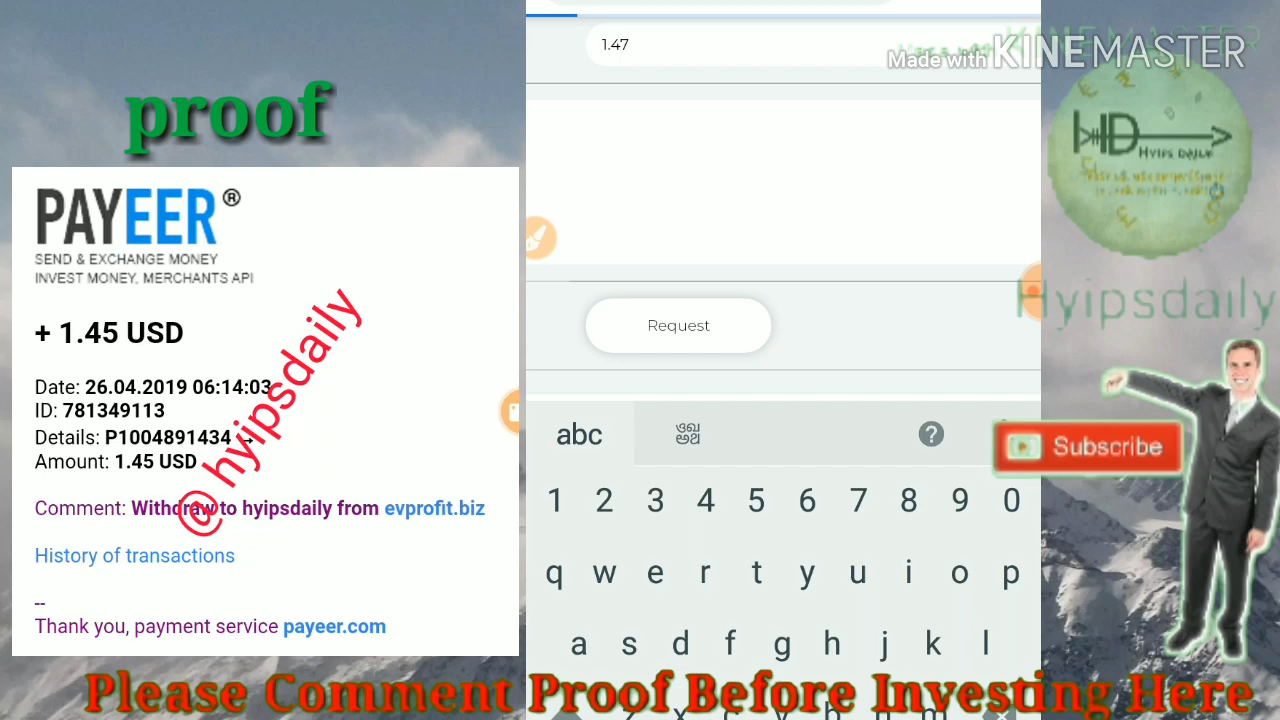 proof
PAYEER®
SEND & EXCHANGE MONEY
INVEST MONEY, MERCHANTS API
+ 1.45 USD
Date: 26.04.2019 06:14:03
ID: 781349113
Details: P1004891434 →
Amount: 1.45 USD
Comment: Withdraw to hyipsdaily from evprofit.biz
History of transactions
--
Thank you, payment service payeer.com
@ hyipsdaily
1.47
Made with KINEMASTER
Request
abc
?
1 2 3 4 5 6 7 8 9 0
q w e r t y u i o p
a s d f g h j k l
z x c v b n m
HD
Hyips Daily
Hyipsdaily
Subscribe
Please Comment Proof Before Investing Here